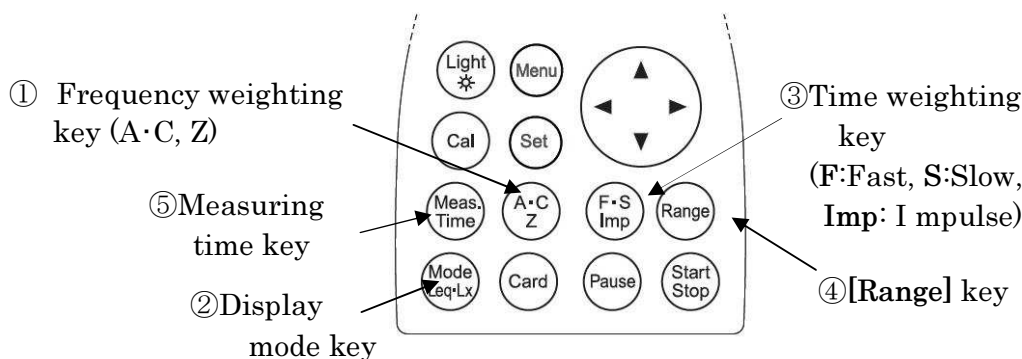 Light
Menu
① Frequency weighting
key (A･C, Z)
③Time weighting
key
(F:Fast, S:Slow,
Imp: I mpulse)
Cal
Set
⑤Measuring
time key
Meas.
Time
A･C
Z
F･S
Imp
Range
②Display
mode key
Mode
Leq･Lx
Card
Pause
Start
Stop
④[Range] key